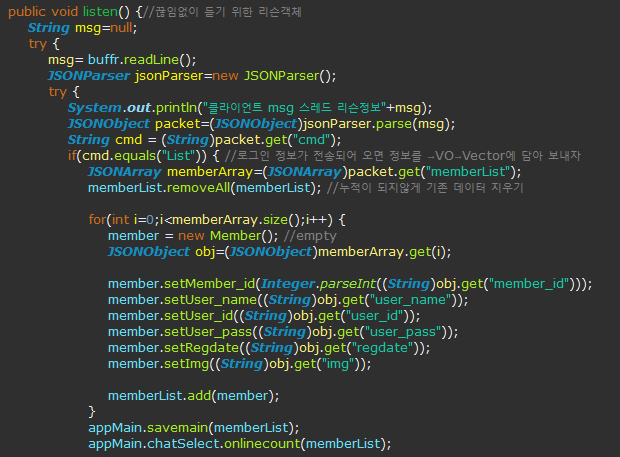 public void listen() {//끊임없이 듣기 위한 리슨객체
String msg=null;
try {
msg= buffr.readLine();
JSONParser jsonParser=new JSONParser();
try {
System.out.println("클라이언트 msg 스레드 리슨정보"+msg);
JSONObject packet=(JSONObject)jsonParser.parse(msg);
String cmd = (String)packet.get("cmd");
if(cmd.equals("List")) { //로그인 정보가 전송되어 오면 정보를 →VO→Vector에 담아 보내자
JSONArray memberArray=(JSONArray)packet.get("memberList");
memberList.removeAll(memberList); //누적이 되지않게 기존 데이터 지우기
for(int i=0;i<memberArray.size();i++) {
member = new Member(); //empty
JSONObject obj=(JSONObject)memberArray.get(i);
member.setMember_id(Integer.parseInt((String)obj.get("member_id")));
member.setUser_name((String)obj.get("user_name"));
member.setUser_id((String)obj.get("user_id"));
member.setUser_pass((String)obj.get("user_pass"));
member.setRegdate((String)obj.get("regdate"));
member.setImg((String)obj.get("img"));
memberList.add(member);
}
appMain.savemain(memberList);
appMain.chatSelect.onlinecount(memberList);